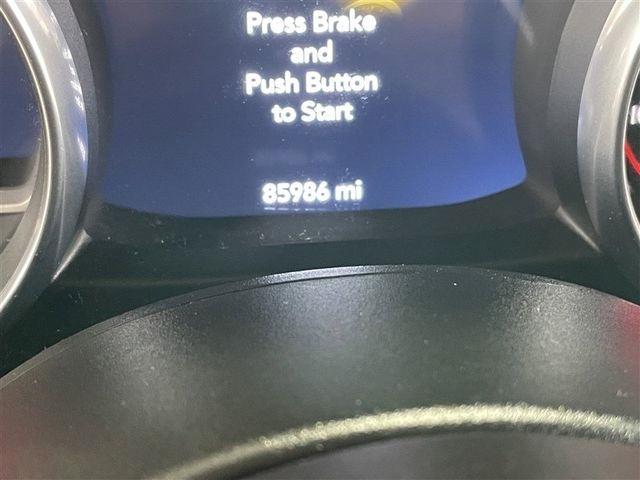 Press Brake
and
Push Button
to Start
85986 mi